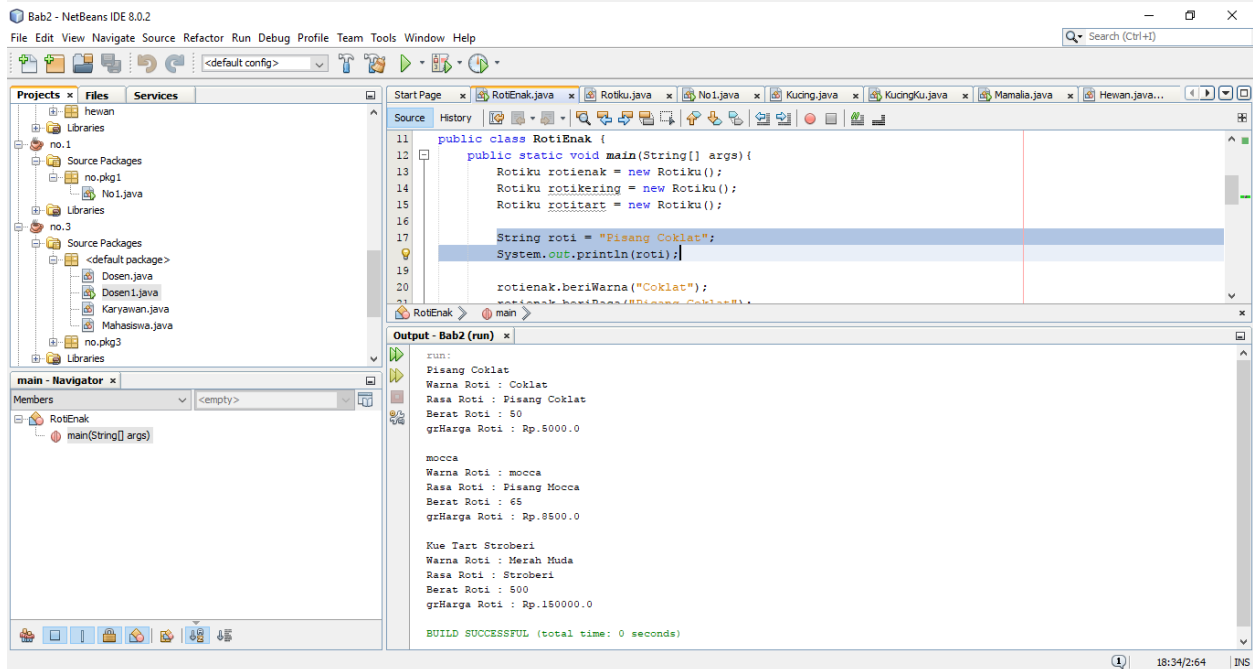 Bab2 - NetBeans IDE 8.0.2
File Edit View Navigate Source Refactor Run Debug Profile Team Tools Window Help
Search (Ctrl+I)
<default config>
Projects Files Services
hewan
Libraries
no.1
Source Packages
no.pkg1
No1.java
Libraries
no.3
Source Packages
<default package>
Dosen.java
Dosen1.java
Karyawan.java
Mahasiswa.java
no.pkg3
Libraries
main - Navigator
Members <empty>
RotiEnak
main(String[] args)
Start Page RotiEnak.java Rotiku.java No1.java Kucing.java KucingKu.java Mamalia.java Hewan.java...
Source History
11 public class RotiEnak {
12 public static void main(String[] args){
13 Rotiku rotienak = new Rotiku();
14 Rotiku rotikering = new Rotiku();
15 Rotiku rotitart = new Rotiku();
16
17 String roti = "Pisang Coklat";
System.out.println(roti);
19
20 rotienak.beriWarna("Coklat");
21 rotienak.beriRasa("Pisang Coklat");
RotiEnak main
Output - Bab2 (run)
run:
Pisang Coklat
Warna Roti : Coklat
Rasa Roti : Pisang Coklat
Berat Roti : 50
grHarga Roti : Rp.5000.0
mocca
Warna Roti : mocca
Rasa Roti : Pisang Mocca
Berat Roti : 65
grHarga Roti : Rp.8500.0
Kue Tart Stroberi
Warna Roti : Merah Muda
Rasa Roti : Stroberi
Berat Roti : 500
grHarga Roti : Rp.150000.0
BUILD SUCCESSFUL (total time: 0 seconds)
1 18:34/2:64 INS